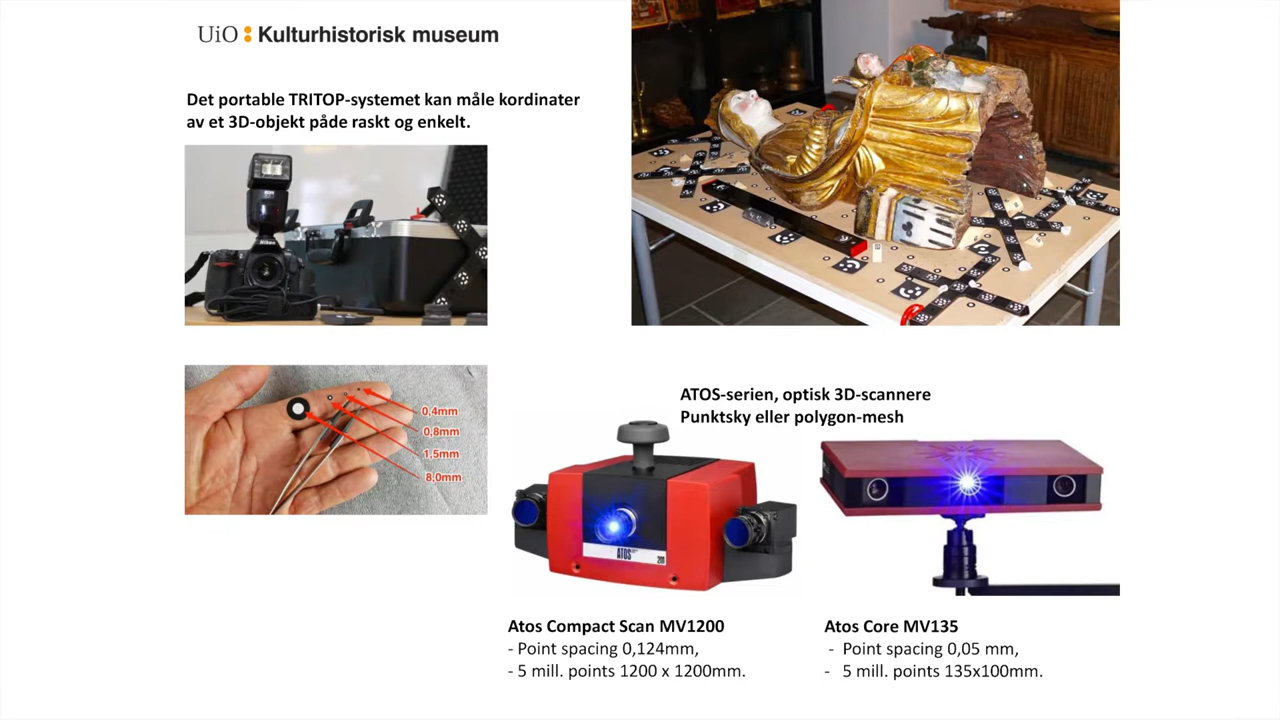 UiO : Kulturhistorisk museum
Det portable TRITOP-systemet kan måle kordinater
av et 3D-objekt påde raskt og enkelt.
Nikon
0,4mm
0,8mm
1,5mm
8,0mm
ATOS-serien, optisk 3D-scannere
Punktsky eller polygon-mesh
ATOS
Atos Compact Scan MV1200
- Point spacing 0,124mm,
- 5 mill. points 1200 x 1200mm.
Atos Core MV135
- Point spacing 0,05 mm,
- 5 mill. points 135x100mm.